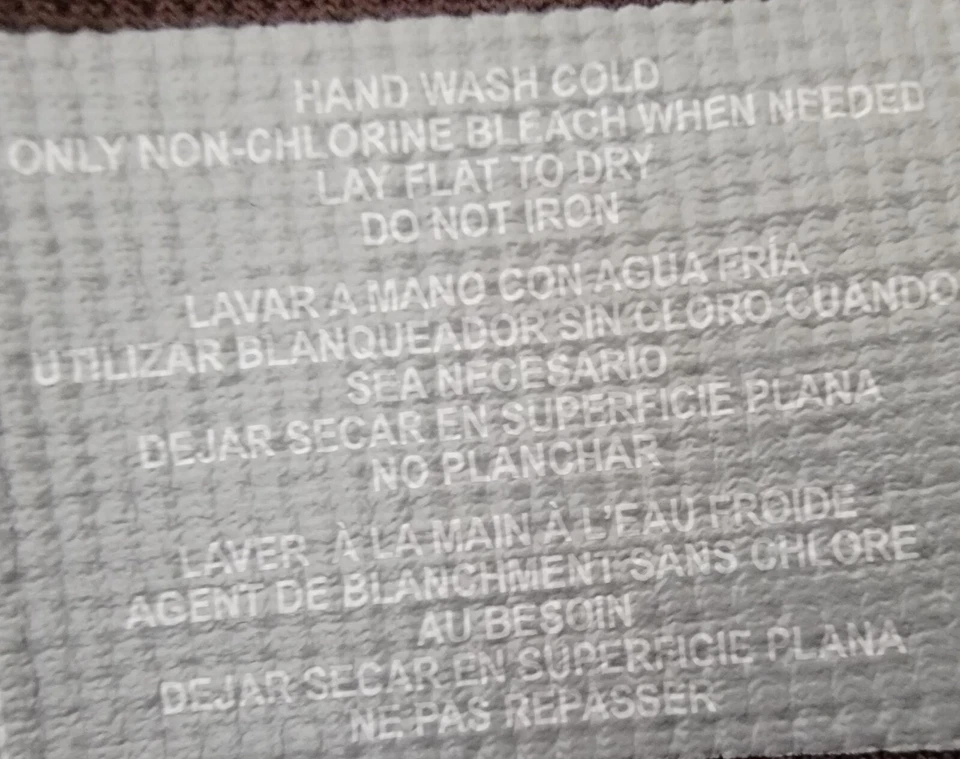 HAND WASH COLD
ONLY NON-CHLORINE BLEACH WHEN NEEDED
LAY FLAT TO DRY
DO NOT IRON
LAVAR A MANO CON AGUA FRÍA
UTILIZAR BLANQUEADOR SIN CLORO CUANDO
SEA NECESARIO
DEJAR SECAR EN SUPERFICIE PLANA
NO PLANCHAR
LAVER À LA MAIN À L'EAU FROIDE
AGENT DE BLANCHMENT SANS CHLORE
AU BESOIN
DEJAR SECAR EN SUPERFICIE PLANA
NE PAS REPASSER